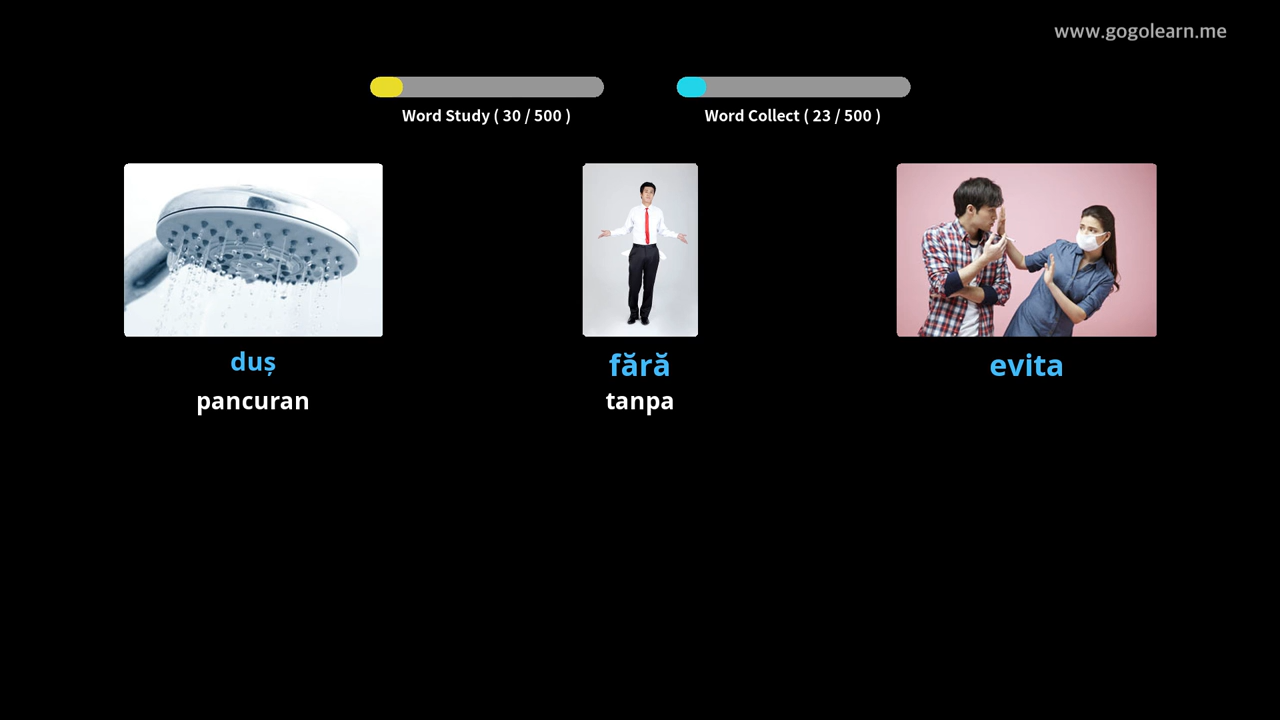 www.gogolearn.me
Word Study ( 30 / 500 )
Word Collect ( 23 / 500 )
duș
fără
evita
pancuran
tanpa